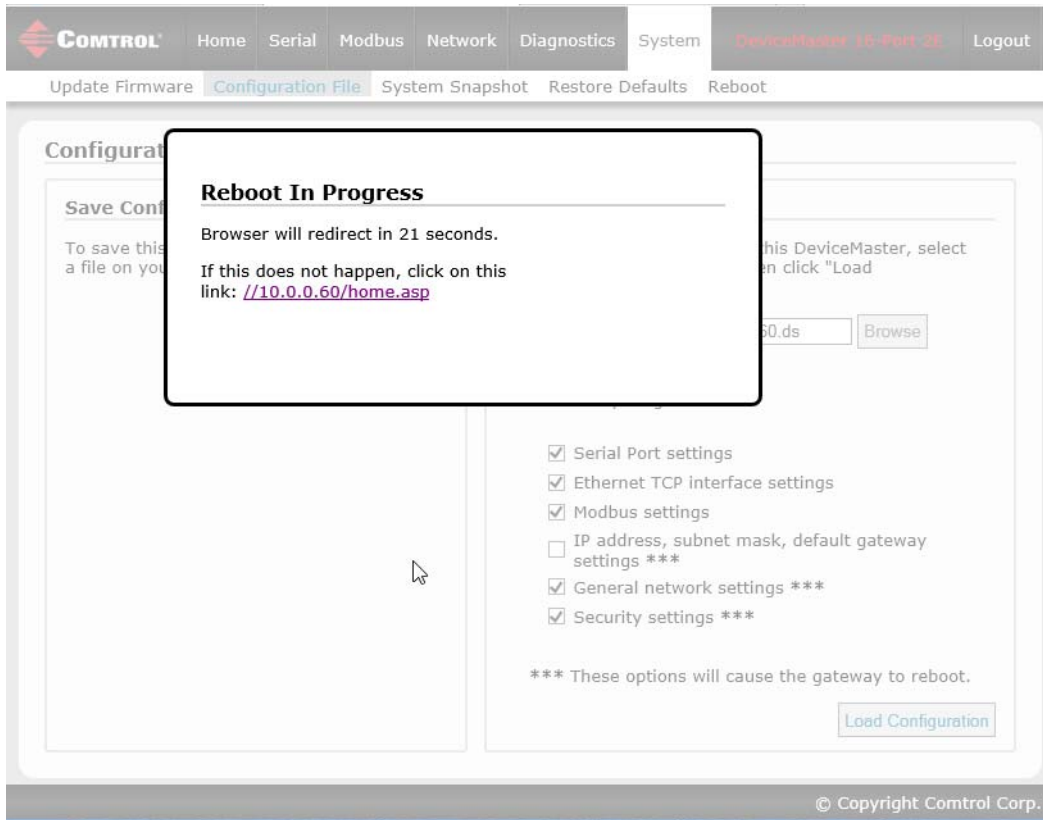 COMTROL Home Serial Modbus Network Diagnostics System DeviceMaster 16-Port 2E Logout
Update Firmware Configuration File System Snapshot Restore Defaults Reboot
Configurat
Reboot In Progress
Browser will redirect in 21 seconds.
If this does not happen, click on this
link: //10.0.0.60/home.asp
Save Conf
To save this
a file on you
his DeviceMaster, select
en click "Load
60.ds Browse
Serial Port settings
Ethernet TCP interface settings
Modbus settings
IP address, subnet mask, default gateway
settings ***
General network settings ***
Security settings ***
*** These options will cause the gateway to reboot.
Load Configuration
© Copyright Comtrol Corp.